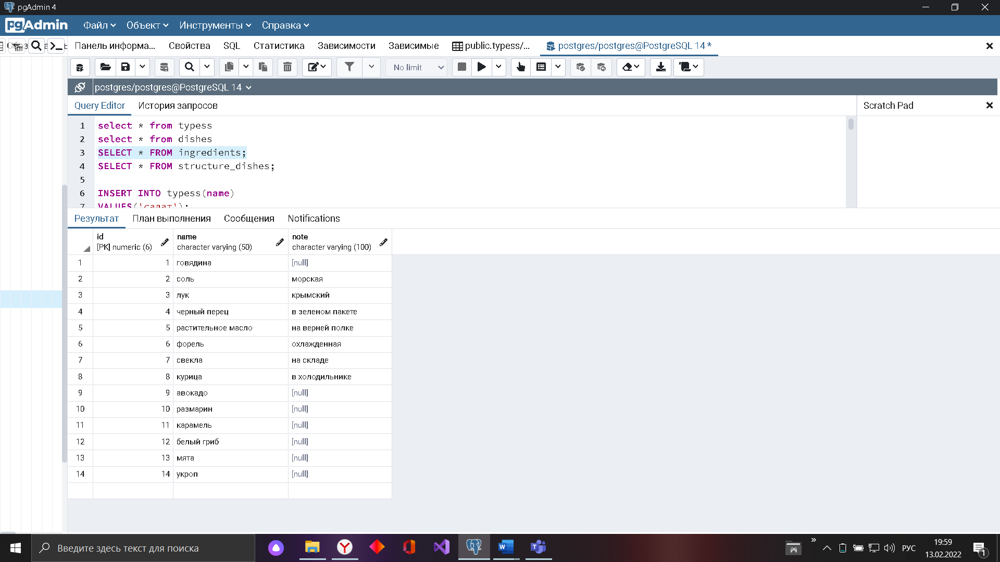 pgAdmin 4
pgAdmin Файл Объект Инструменты Справка
Панель информа... Свойства SQL Статистика Зависимости Зависимые public.typess/... postgres/postgres@PostgreSQL 14 *
No limit
postgres/postgres@PostgreSQL 14
Query Editor История запросов Scratch Pad
1 select * from typess
2 select * from dishes
3 SELECT * FROM ingredients;
4 SELECT * FROM structure_dishes;
5
6 INSERT INTO typess(name)
7 VALUES('салат');
Результат План выполнения Сообщения Notifications
id name note
[PK] numeric (6) character varying (50) character varying (100)
1 1 говядина [null]
2 2 соль морская
3 3 лук крымский
4 4 черный перец в зеленом пакете
5 5 растительное масло на верней полке
6 6 форель охлажденная
7 7 свекла на складе
8 8 курица в холодильнике
9 9 авокадо [null]
10 10 размарин [null]
11 11 карамель [null]
12 12 белый гриб [null]
13 13 мята [null]
14 14 укроп [null]
Введите здесь текст для поиска
РУС
19:59
13.02.2022
1